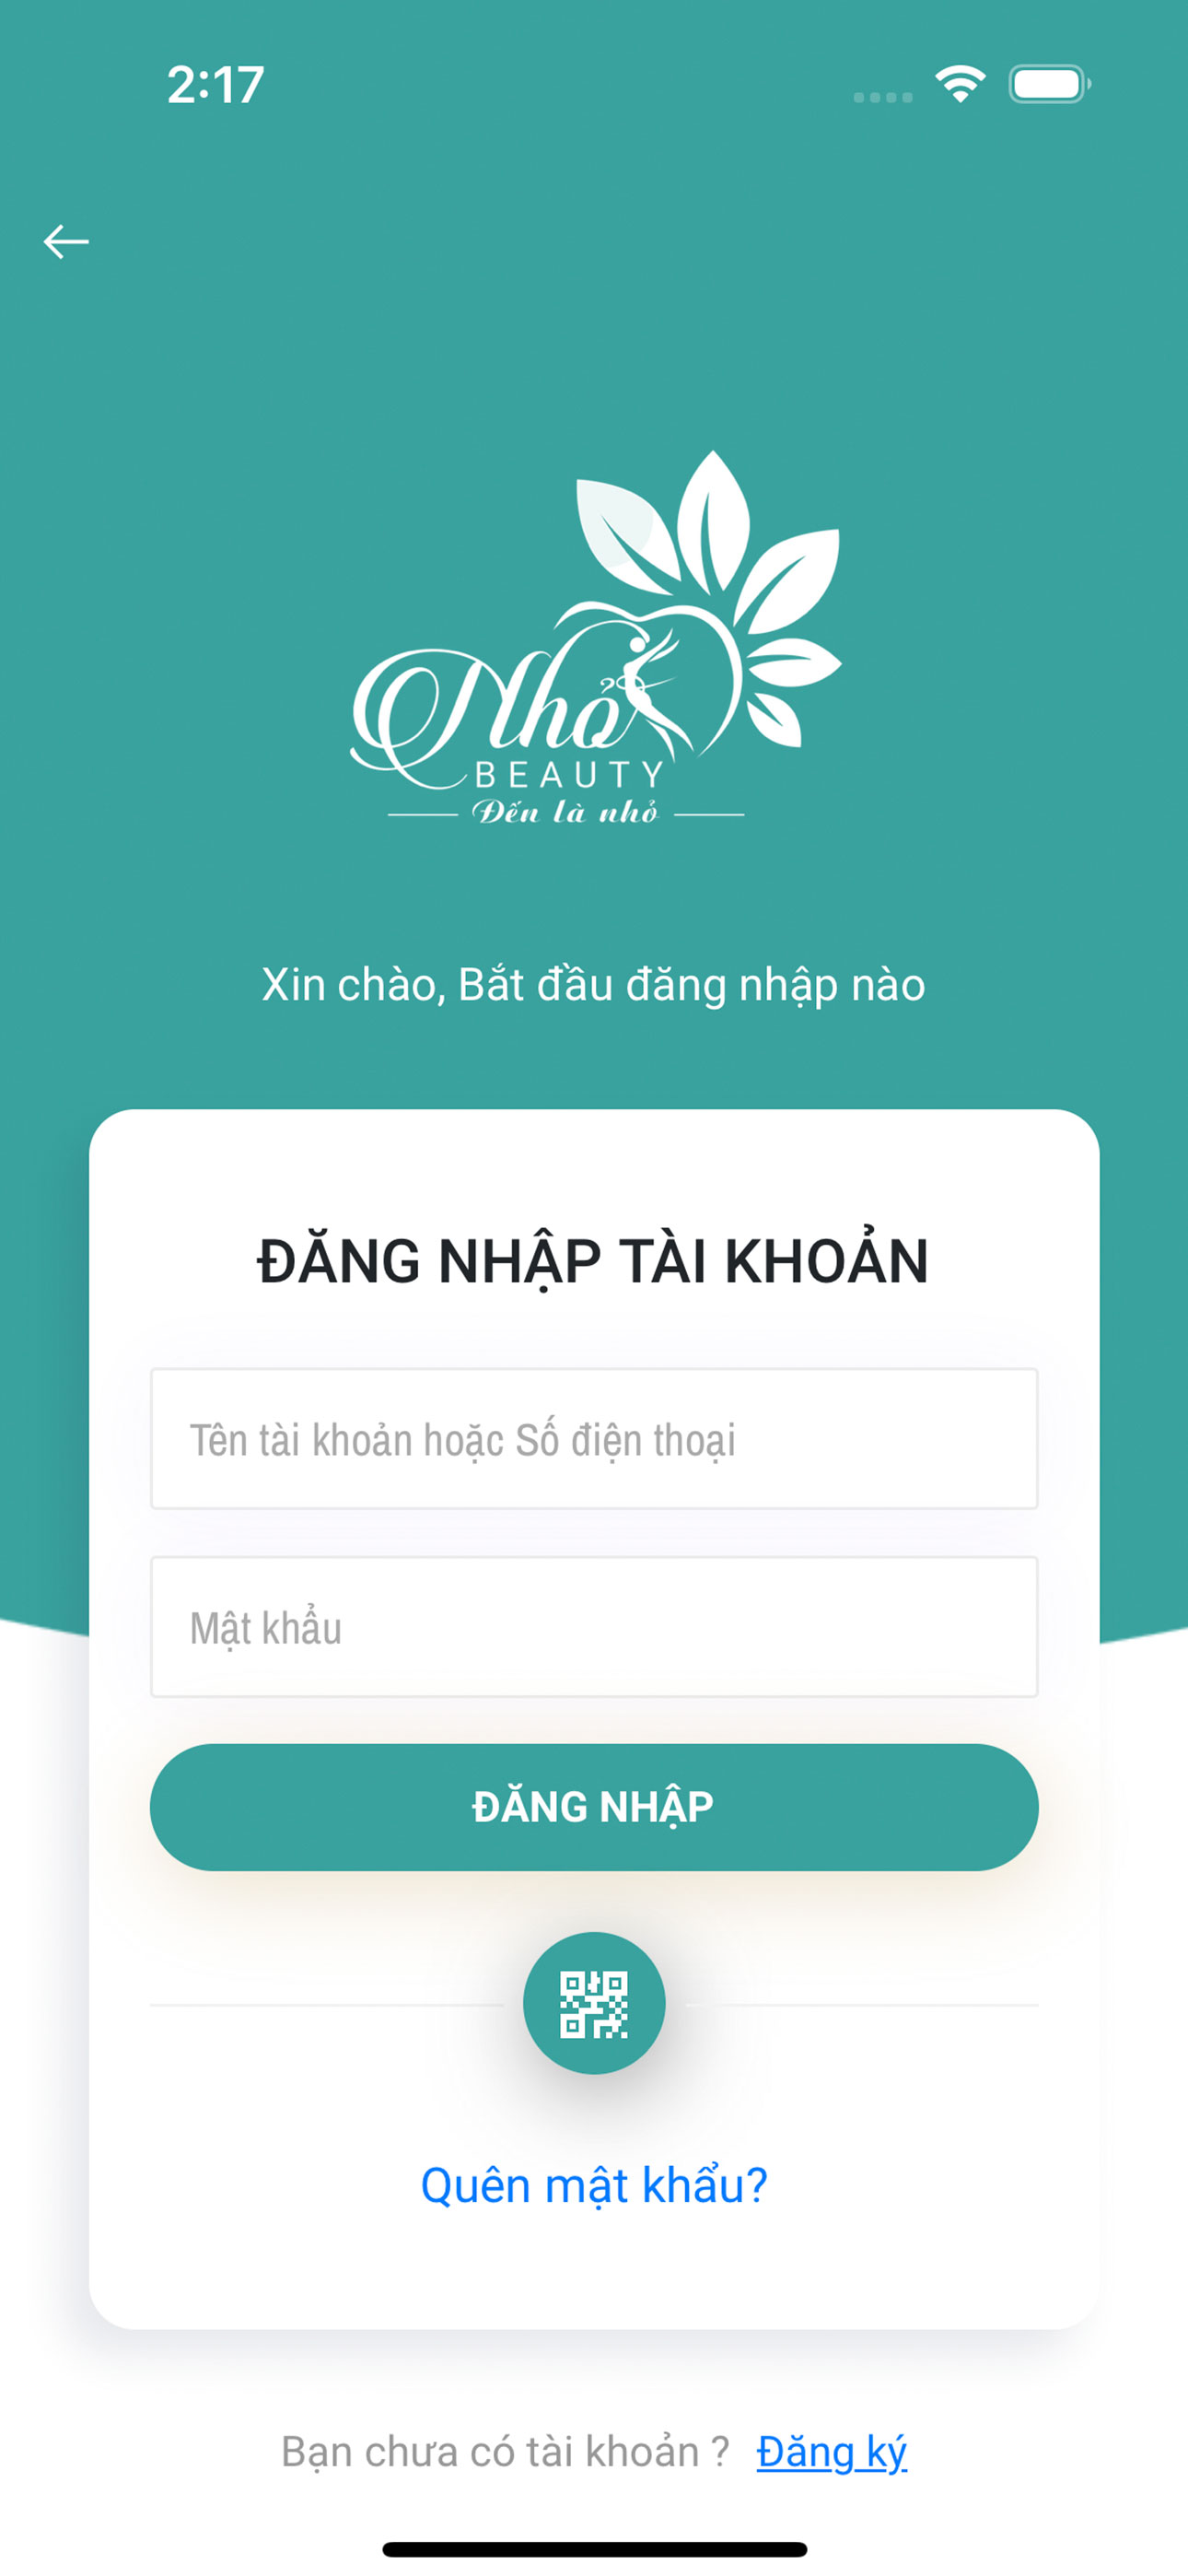 2:17
Nhỏ
BEAUTY
Đến là nhỏ
Xin chào, Bắt đầu đăng nhập nào
ĐĂNG NHẬP TÀI KHOẢN
Tên tài khoản hoặc Số điện thoại
Mật khẩu
ĐĂNG NHẬP
Quên mật khẩu?
Bạn chưa có tài khoản ? Đăng ký